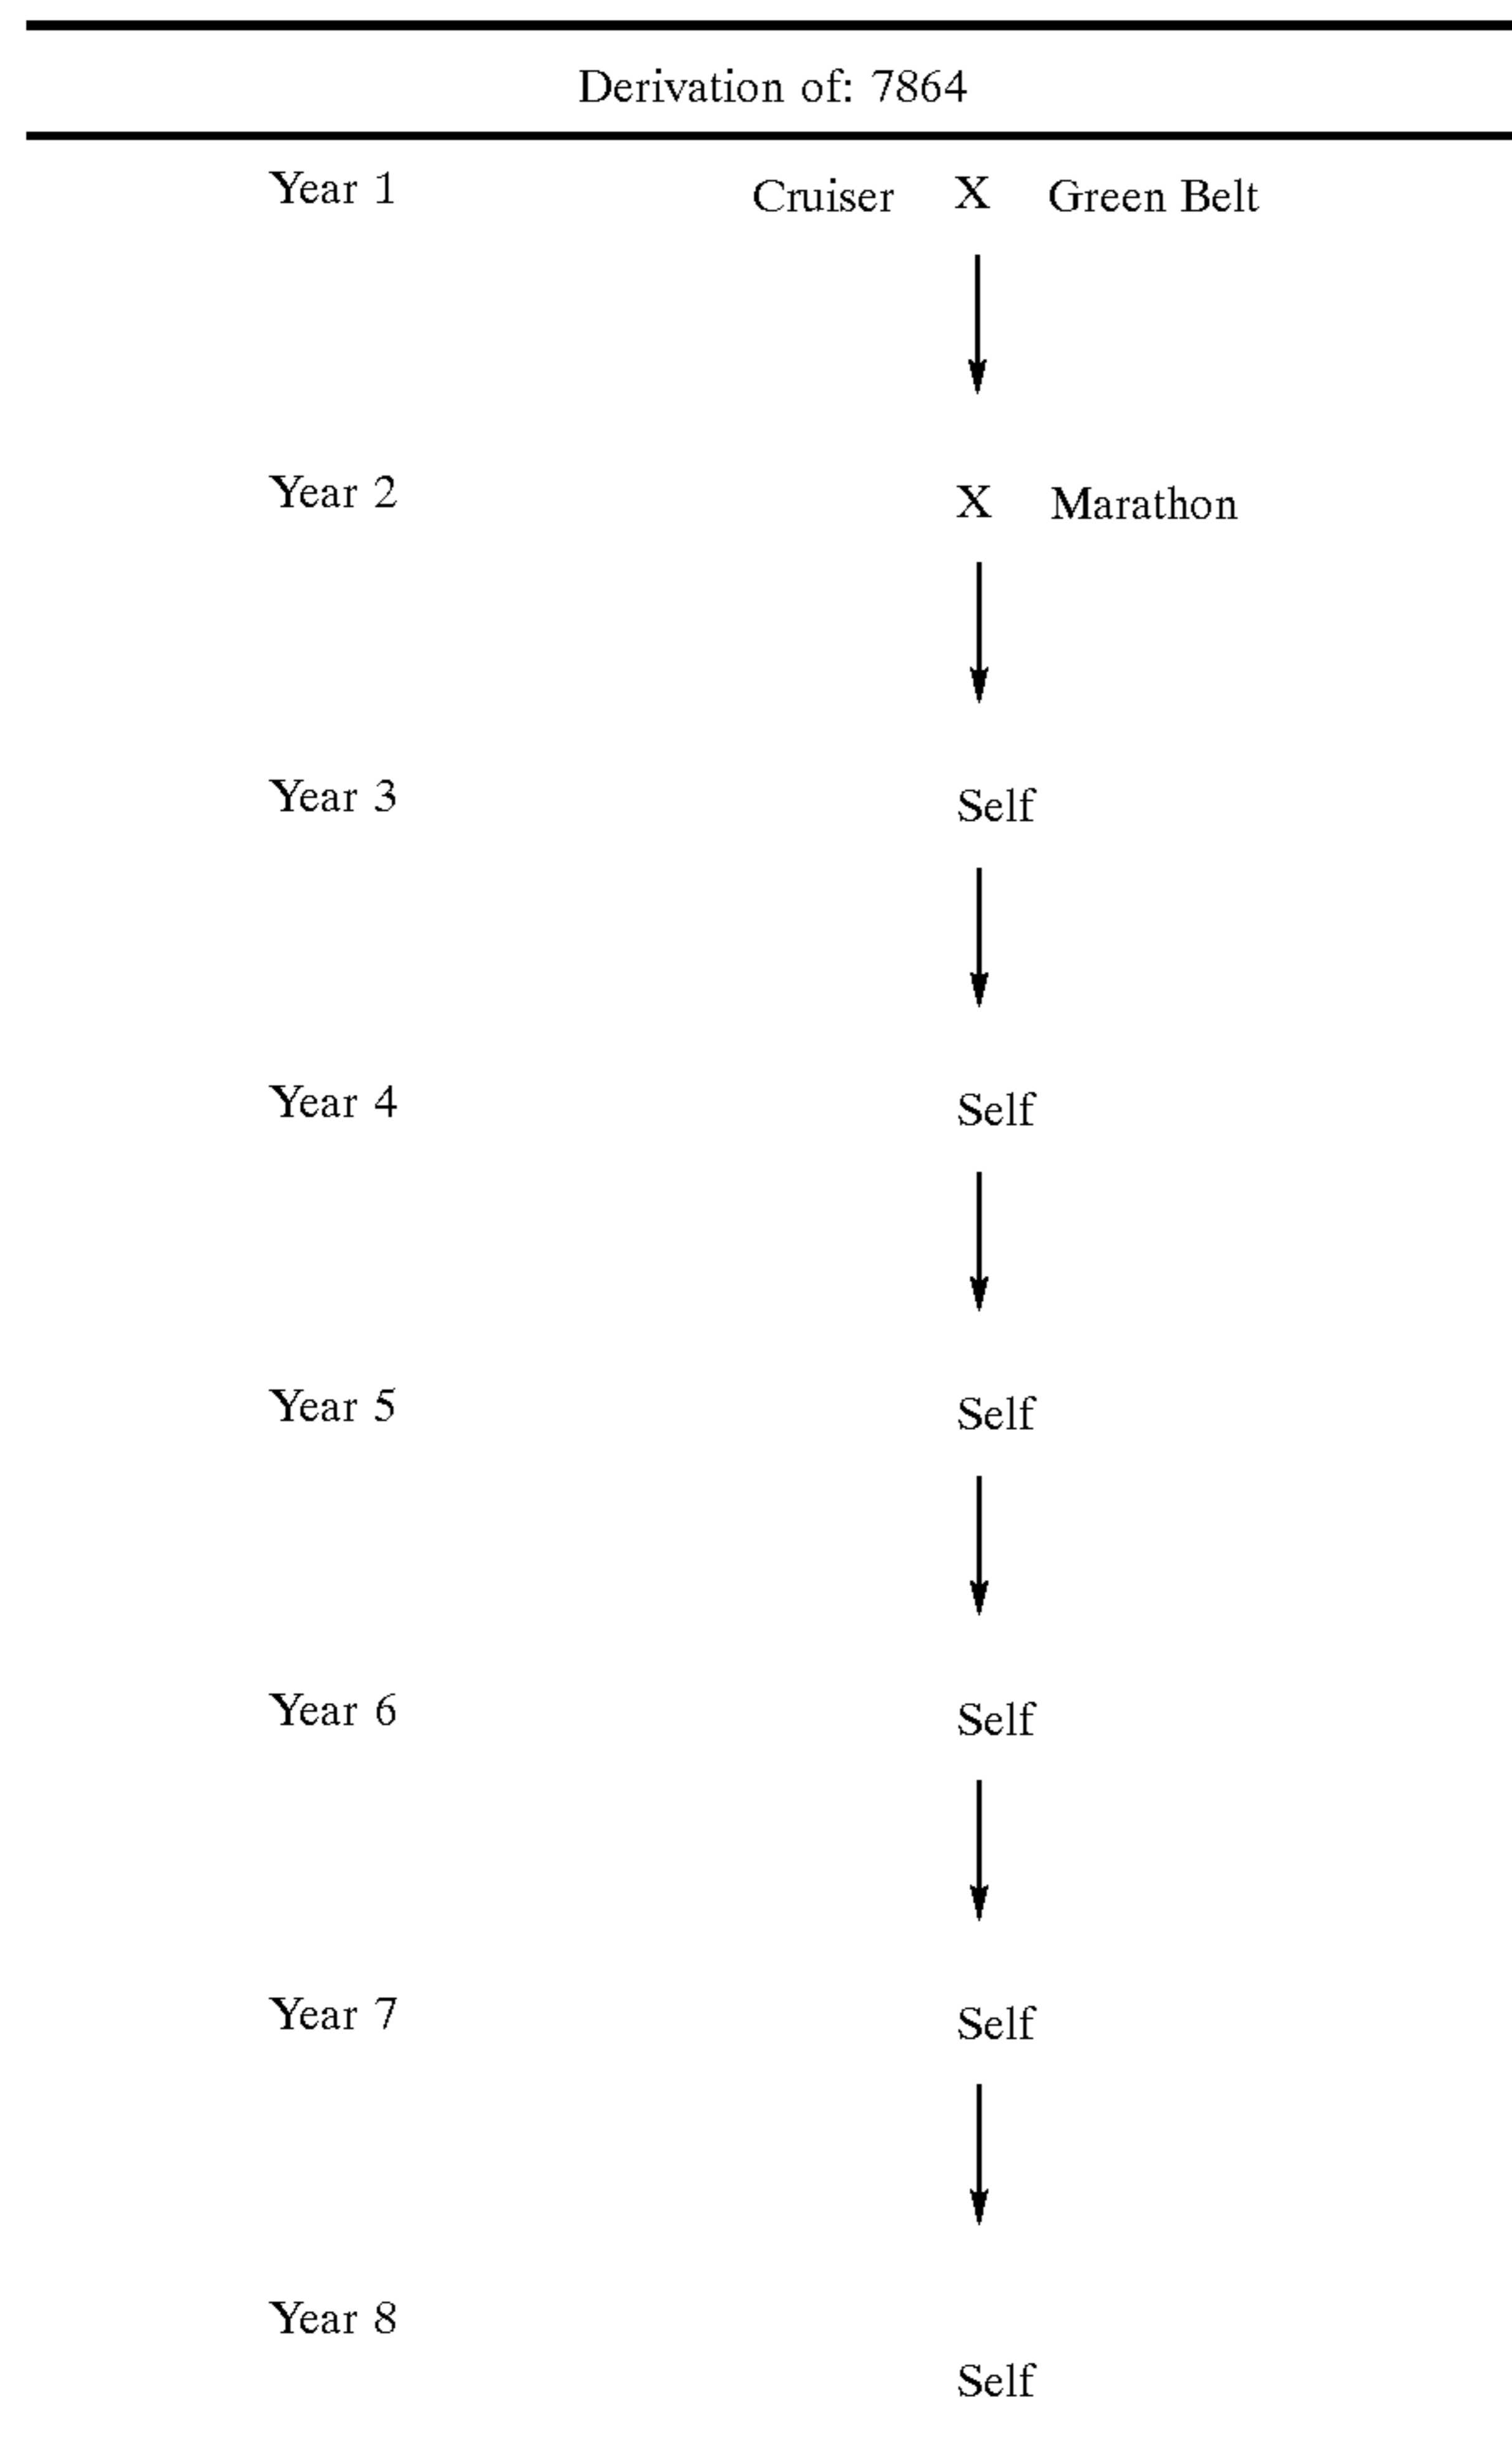 Derivation of: 7864
Year 1 Cruiser X Green Belt
Year 2 X Marathon
Year 3 Self
Year 4 Self
Year 5 Self
Year 6 Self
Year 7 Self
Year 8
Self